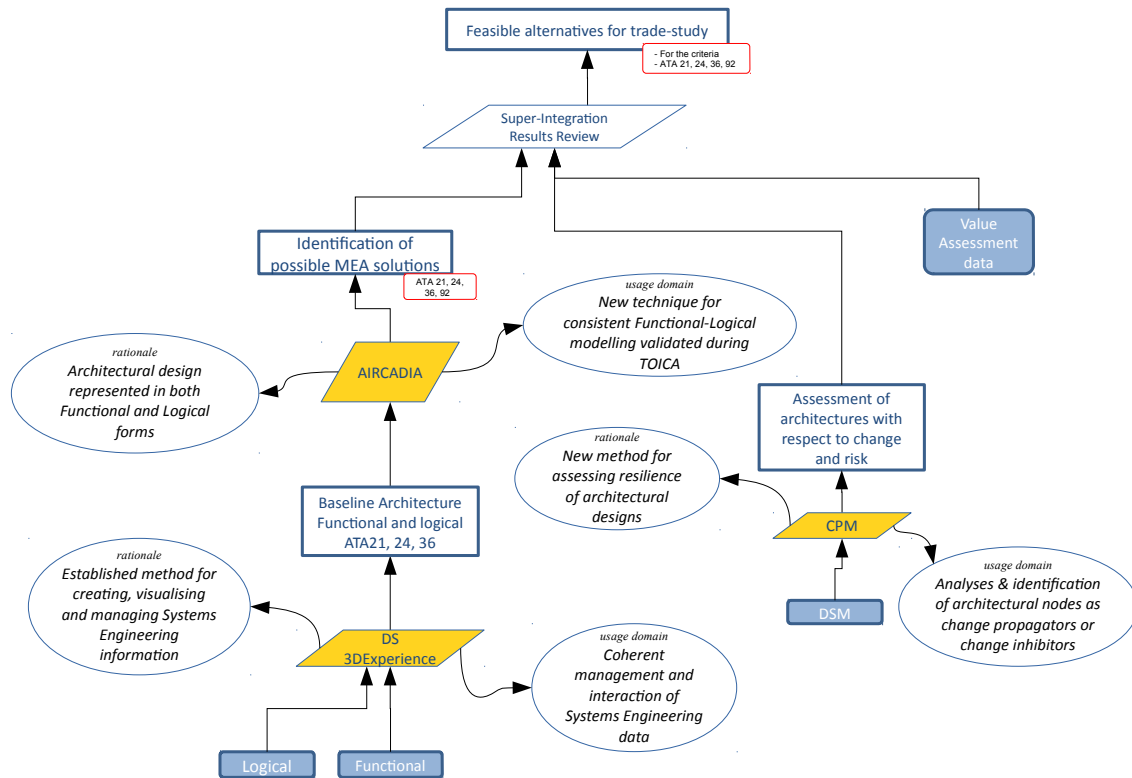 Feasible alternatives for trade-study
- For the criteria
- ATA 21, 24, 36, 92
Super-Integration
Results Review
Value
Assessment
data
Identification of
possible MEA solutions
ATA 21, 24,
36, 92
usage domain
New technique for
consistent Functional-Logical
modelling validated during
TOICA
rationale
Architectural design
represented in both
Functional and Logical
forms
AIRCADIA
Assessment of
architectures with
respect to change
and risk
rationale
New method for
assessing resilience
of architectural
designs
Baseline Architecture
Functional and logical
ATA21, 24, 36
CPM
rationale
Established method for
creating, visualising
and managing Systems
Engineering
information
usage domain
Analyses & identification
of architectural nodes as
change propagators or
change inhibitors
DSM
DS
3DExperience
usage domain
Coherent
management and
interaction of
Systems Engineering
data
Logical
Functional